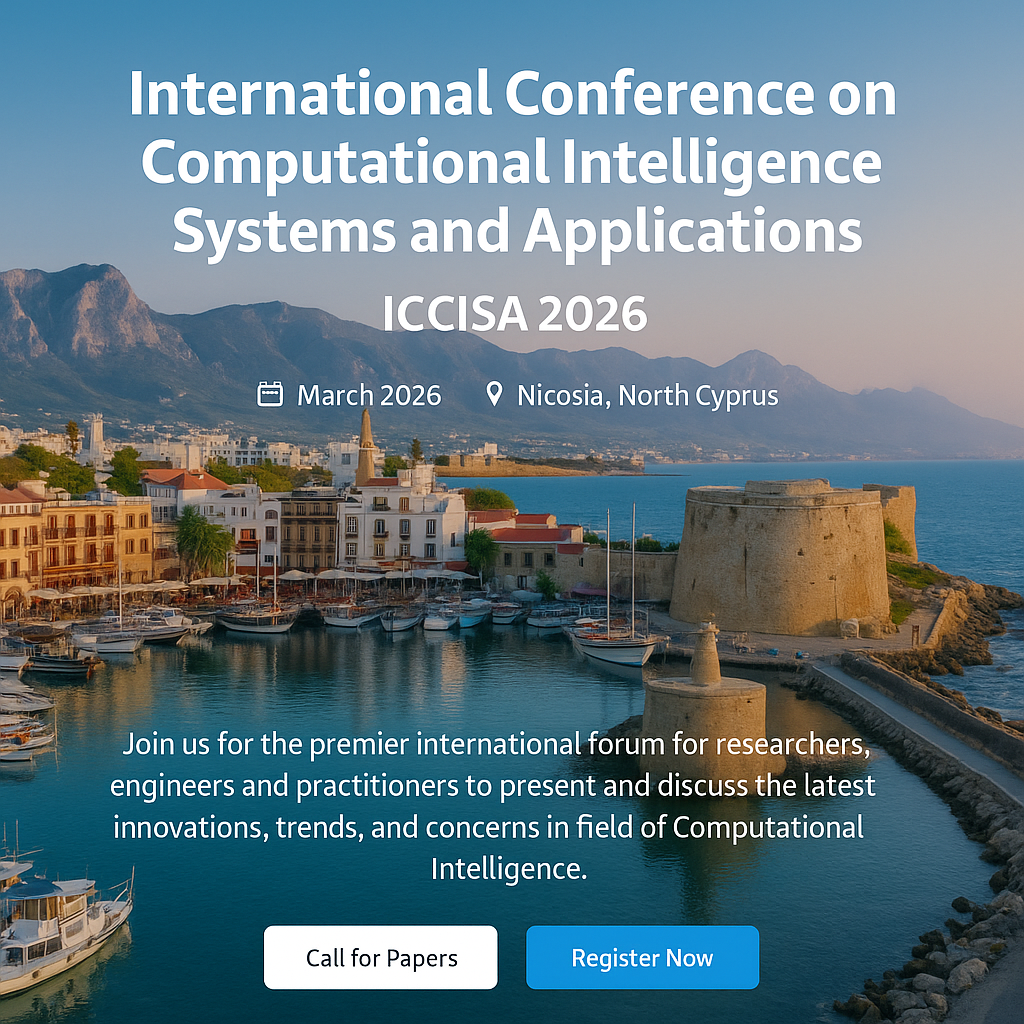 International Conference on
Computational Intelligence
Systems and Applications
ICCISA 2026
March 2026 Nicosia, North Cyprus
Join us for the premier international forum for researchers,
engineers and practitioners to present and discuss the latest
innovations, trends, and concerns in field of Computational
Intelligence.
Call for Papers Register Now